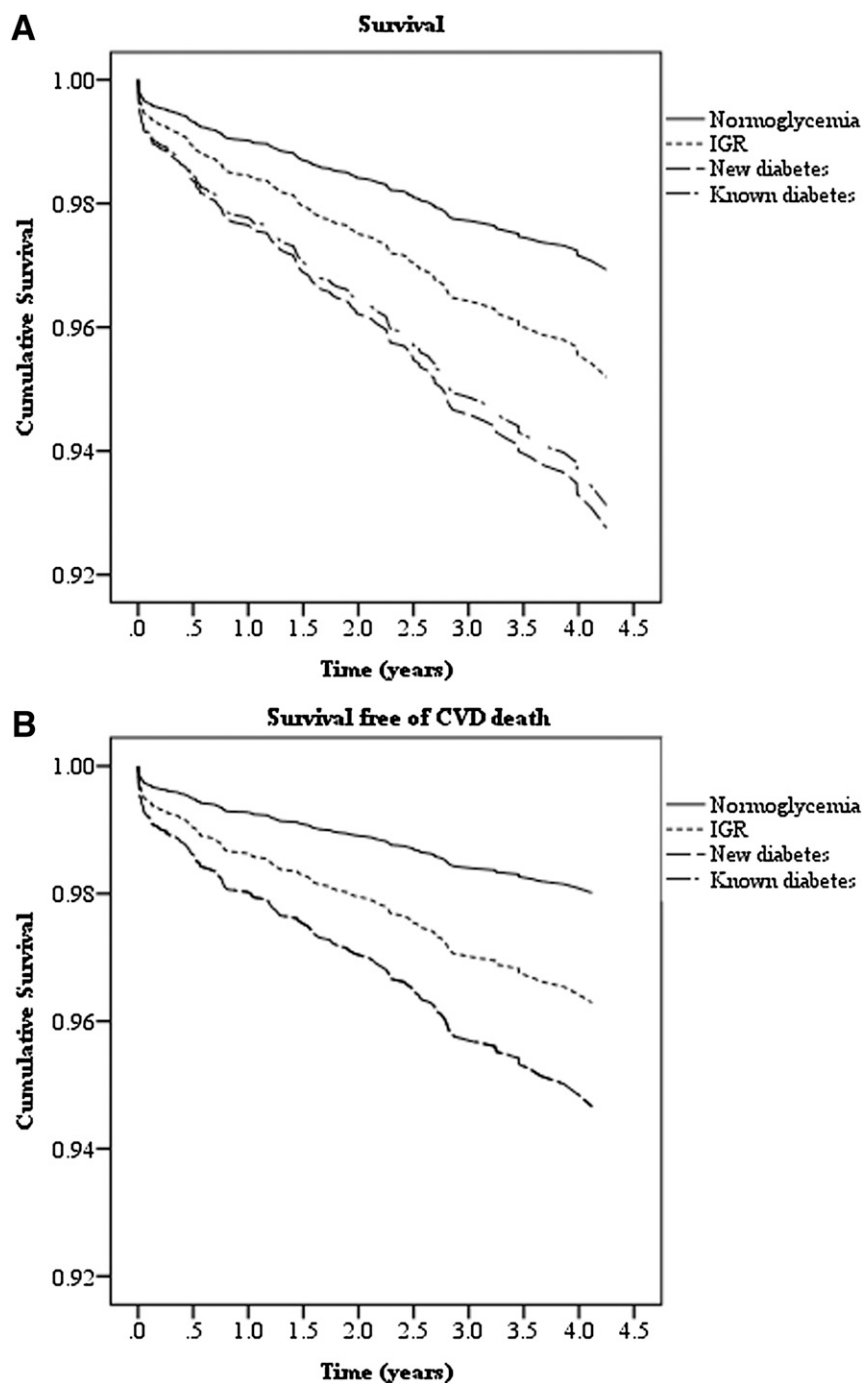 A
Survival
1.00
0.98
0.96
0.94
0.92
Cumulative Survival
.0 .5 1.0 1.5 2.0 2.5 3.0 3.5 4.0 4.5
Time (years)
Normoglycemia
IGR
New diabetes
Known diabetes
B
Survival free of CVD death
1.00
0.98
0.96
0.94
0.92
Cumulative Survival
.0 .5 1.0 1.5 2.0 2.5 3.0 3.5 4.0 4.5
Time (years)
Normoglycemia
IGR
New diabetes
Known diabetes